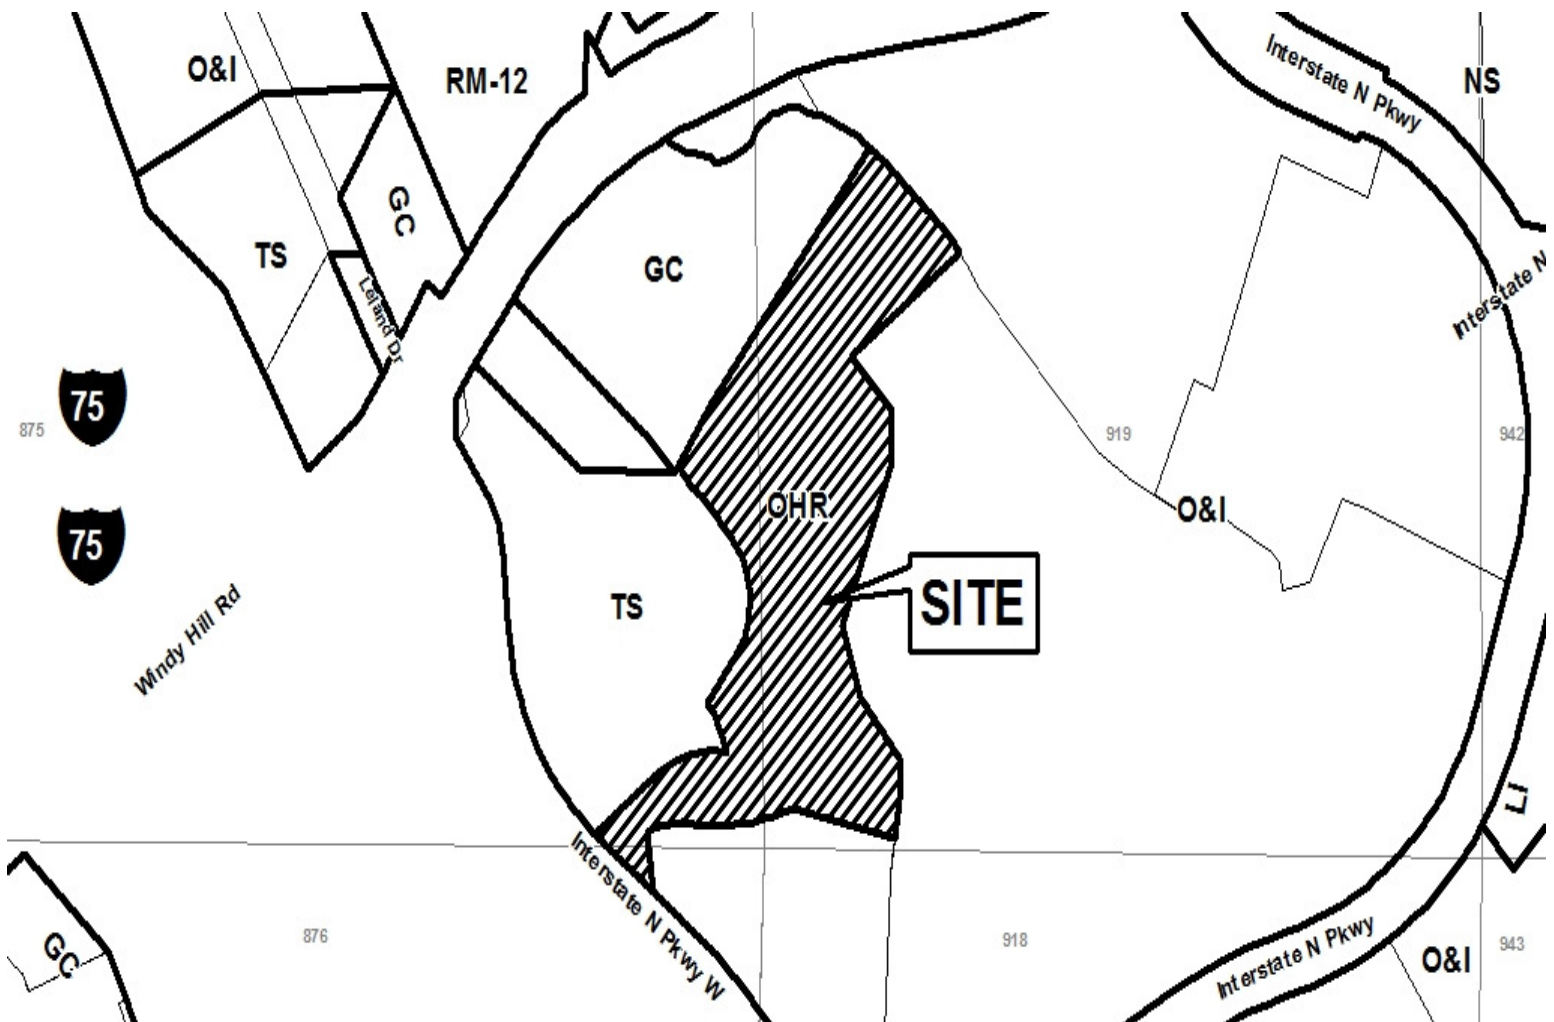 O&I
RM-12
Interstate N Pkwy
NS
GC
TS
GC
Leland Dr
Interstate N
75
875
919
942
OHR
O&I
75
SITE
TS
Windy Hill Rd
LI
Interstate N Pkwy W
GC
876
918
Interstate N Pkwy
O&I
943